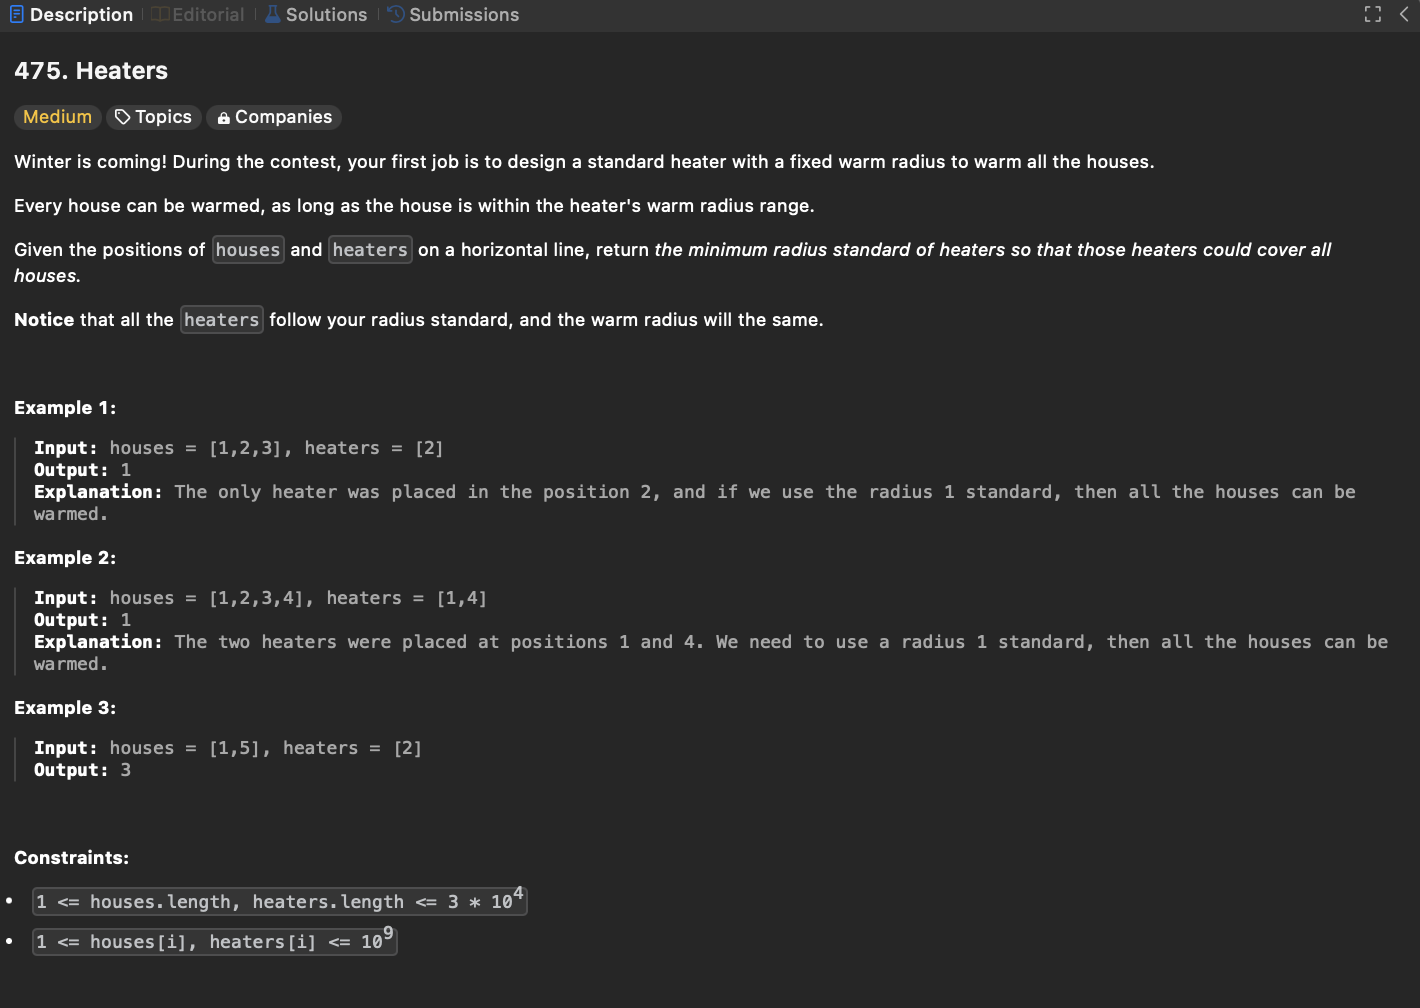 Description Editorial Solutions Submissions
475. Heaters
Medium Topics Companies
Winter is coming! During the contest, your first job is to design a standard heater with a fixed warm radius to warm all the houses.
Every house can be warmed, as long as the house is within the heater's warm radius range.
Given the positions of houses and heaters on a horizontal line, return the minimum radius standard of heaters so that those heaters could cover all
houses.
Notice that all the heaters follow your radius standard, and the warm radius will the same.
Example 1:
Input: houses = [1,2,3], heaters = [2]
Output: 1
Explanation: The only heater was placed in the position 2, and if we use the radius 1 standard, then all the houses can be
warmed.
Example 2:
Input: houses = [1,2,3,4], heaters = [1,4]
Output: 1
Explanation: The two heaters were placed at positions 1 and 4. We need to use a radius 1 standard, then all the houses can be
warmed.
Example 3:
Input: houses = [1,5], heaters = [2]
Output: 3
Constraints:
• 1 <= houses.length, heaters.length <= 3 * 10⁴
• 1 <= houses[i], heaters[i] <= 10⁹